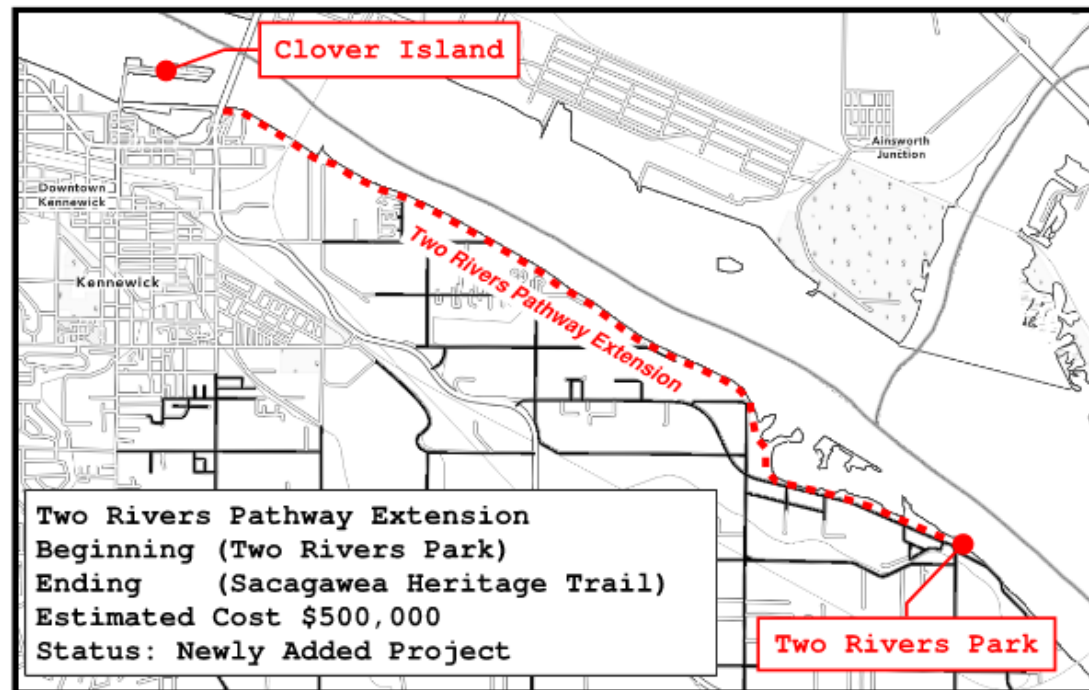 Clover Island
Ainsworth
Junction
Downtown
Kennewick
Kennewick
Two Rivers Pathway Extension
Two Rivers Pathway Extension
Beginning (Two Rivers Park)
Ending (Sacagawea Heritage Trail)
Estimated Cost $500,000
Status: Newly Added Project
Two Rivers Park